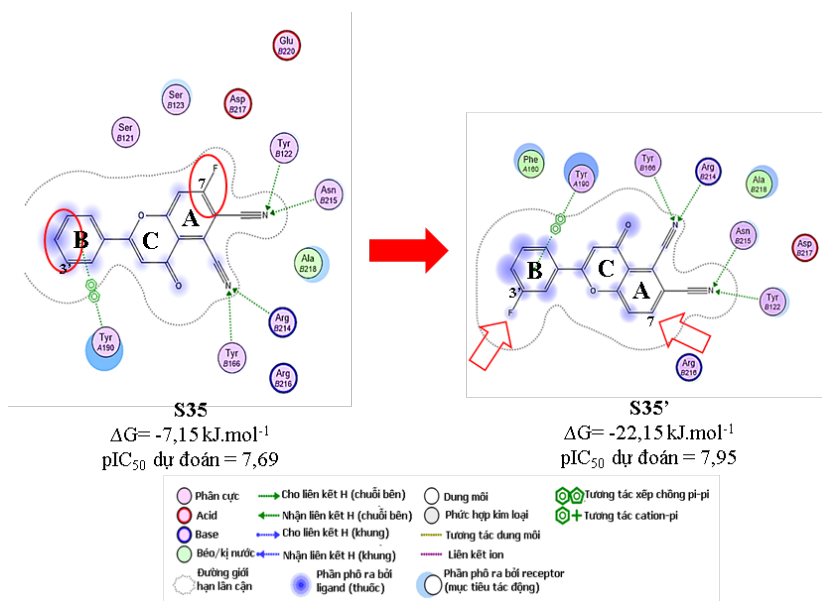 Glu
B220
Ser
B123
Asp
B217
Ser
B121
Tyr
B122
F
7
Asn
B215
A
N
O
B
C
3'
O
N
Ala
B218
Tyr
A190
Arg
B214
Tyr
B166
Arg
B216
S35
ΔG= -7,15 kJ.mol-1
pIC50 dự đoán = 7,69
Phe
A160
Tyr
A190
Tyr
B166
Arg
B214
Ala
B218
N
O
Asn
B215
Asp
B217
B
C
A
N
3'
F
O
7
Tyr
B122
Arg
B216
S35'
ΔG= -22,15 kJ.mol-1
pIC50 dự đoán = 7,95
Phân cực
Acid
Base
Béo/kị nước
Đường giới
hạn lân cận
Cho liên kết H (chuỗi bên)
Nhận liên kết H (chuỗi bên)
Cho liên kết H (khung)
Nhận liên kết H (khung)
Phần phô ra bởi
ligand (thuốc)
Dung môi
Phức hợp kim loại
Tương tác dung môi
Liên kết ion
Phần phô ra bởi receptor
(mục tiêu tác động)
Tương tác xếp chồng pi-pi
Tương tác cation-pi